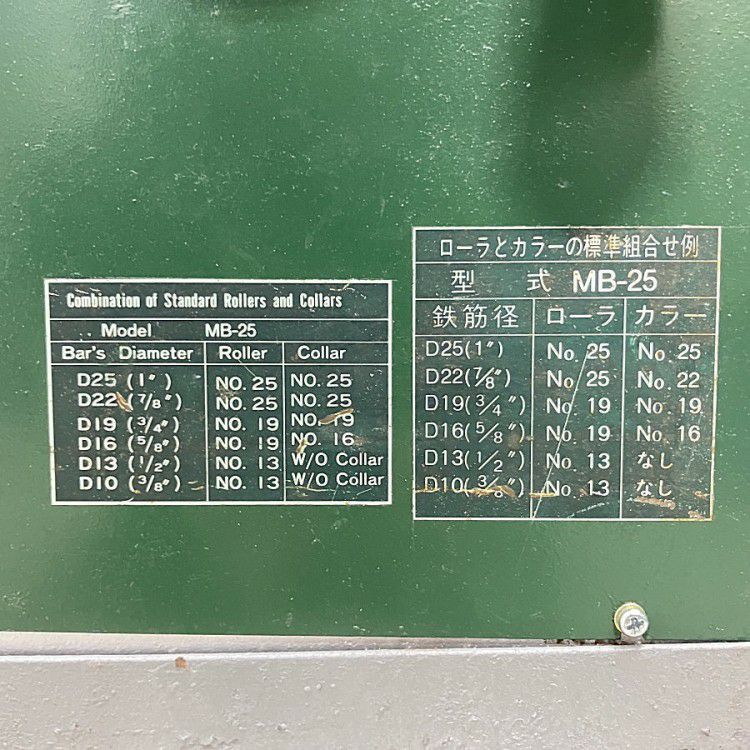 Combination of Standard Rollers and Collars
Model MB-25
Bar's Diameter Roller Collar
D25 (1") NO. 25 NO. 25
D22 (7/8") NO. 25 NO. 25
D19 (3/4") NO. 19 NO. 19
D16 (5/8") NO. 19 NO. 16
D13 (1/2") NO. 13 W/O Collar
D10 (3/8") NO. 13 W/O Collar
ローラとカラーの標準組合せ例
型 式 MB-25
鉄筋径 ローラ カラー
D25(1") No. 25 No. 25
D22(7/8") No. 25 No. 22
D19(3/4") No. 19 No. 19
D16(5/8") No. 19 No. 16
D13(1/2") No. 13 なし
D10(3/8") No. 13 なし